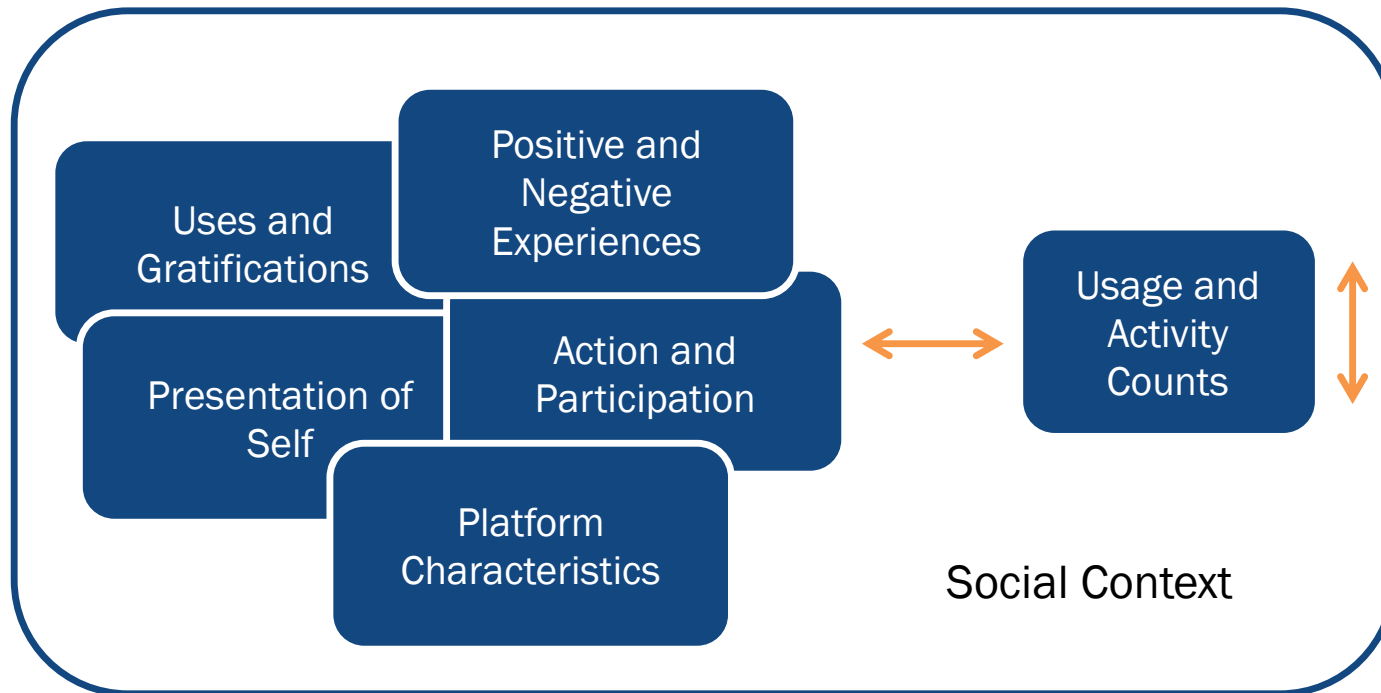 Positive and
Negative
Experiences
Uses and
Gratifications
Action and
Participation
Presentation of
Self
Platform
Characteristics
Usage and
Activity
Counts
Social Context